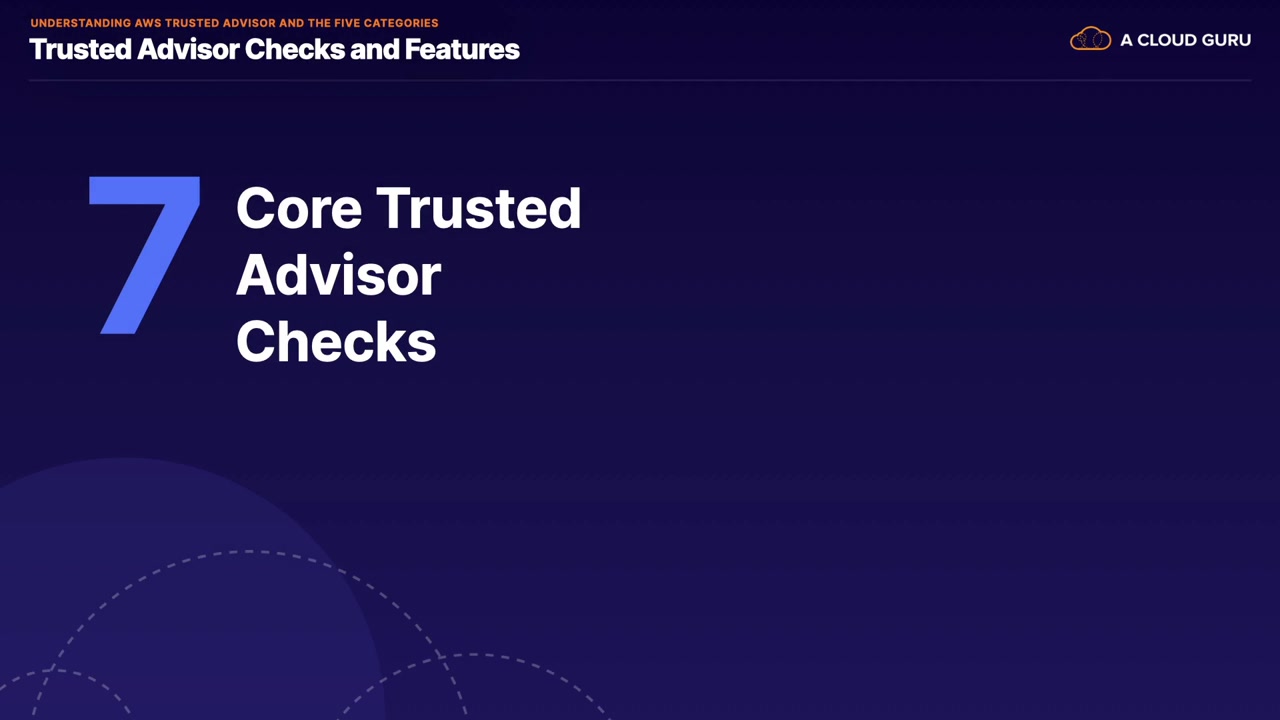 UNDERSTANDING AWS TRUSTED ADVISOR AND THE FIVE CATEGORIES
Trusted Advisor Checks and Features
A CLOUD GURU
7
Core Trusted
Advisor
Checks